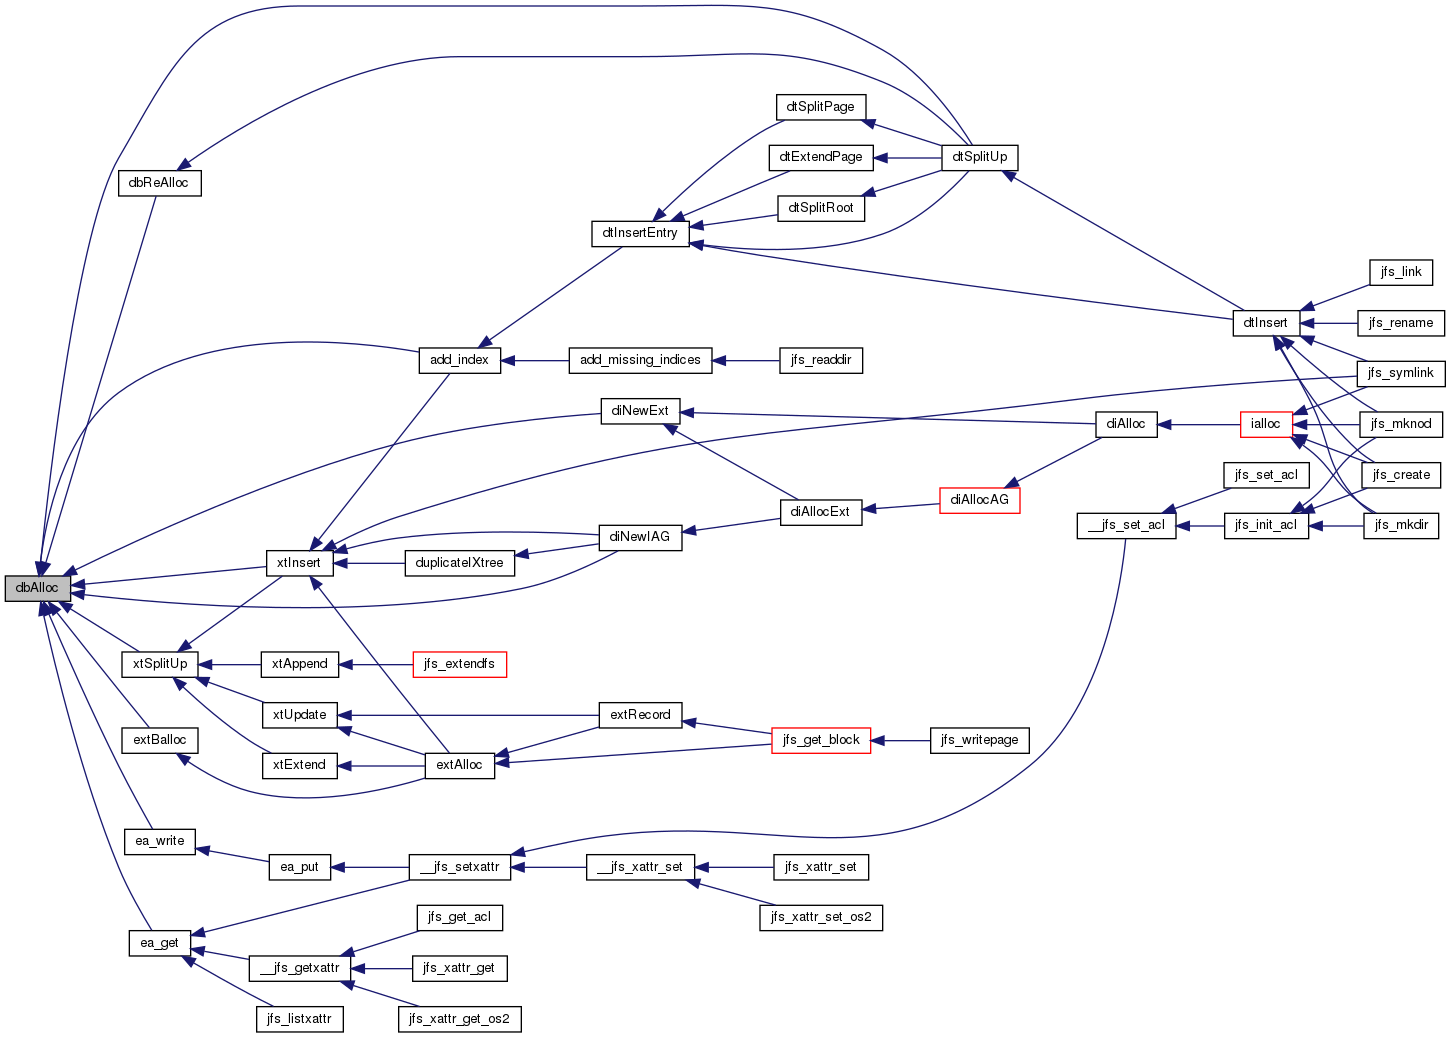 dtSplitPage
dtExtendPage
dtSplitUp
dbReAlloc
dtSplitRoot
dtInsertEntry
jfs_link
dtInsert
jfs_rename
add_index
add_missing_indices
jfs_readdir
jfs_symlink
diNewExt
diAlloc
ialloc
jfs_mknod
jfs_set_acl
jfs_create
diAllocAG
diAllocExt
__jfs_set_acl
jfs_init_acl
jfs_mkdir
diNewIAG
xtInsert
duplicateIXtree
dbAlloc
xtSplitUp
xtAppend
jfs_extendfs
xtUpdate
extRecord
extBalloc
jfs_get_block
jfs_writepage
xtExtend
extAlloc
ea_write
ea_put
__jfs_setxattr
__jfs_xattr_set
jfs_xattr_set
jfs_get_acl
jfs_xattr_set_os2
ea_get
__jfs_getxattr
jfs_xattr_get
jfs_listxattr
jfs_xattr_get_os2